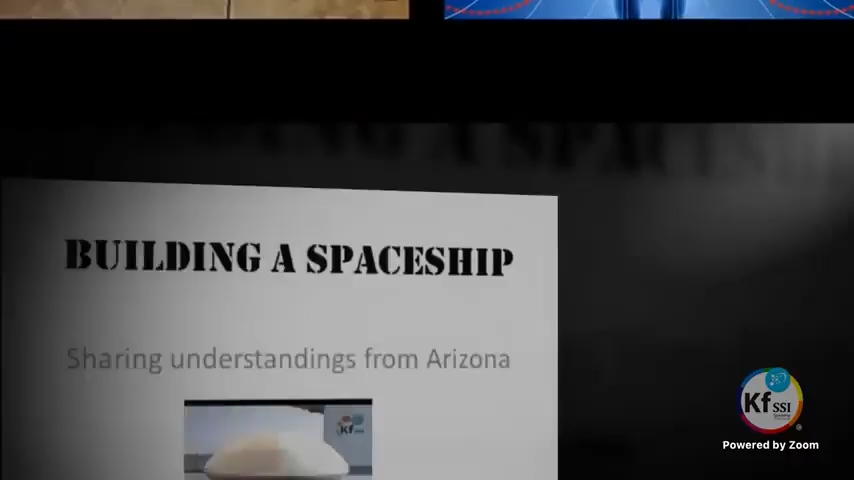 BUILDING A SPACESHIP
Sharing understandings from Arizona
Kf SSI
Powered by Zoom